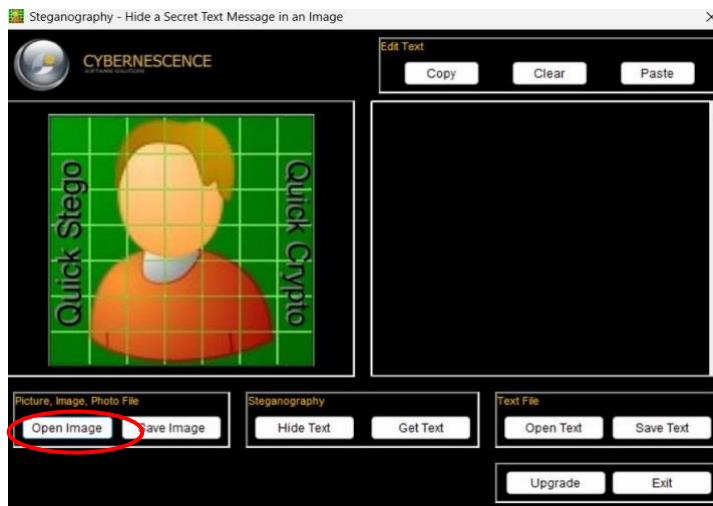 Steganography - Hide a Secret Text Message in an Image
CYBERNESCENCE
SOFTWARE SOLUTIONS
Edit Text
Copy Clear Paste
Quick Stego
Quick Crypto
Picture, Image, Photo File
Open Image Save Image
Steganography
Hide Text Get Text
Text File
Open Text Save Text
Upgrade Exit